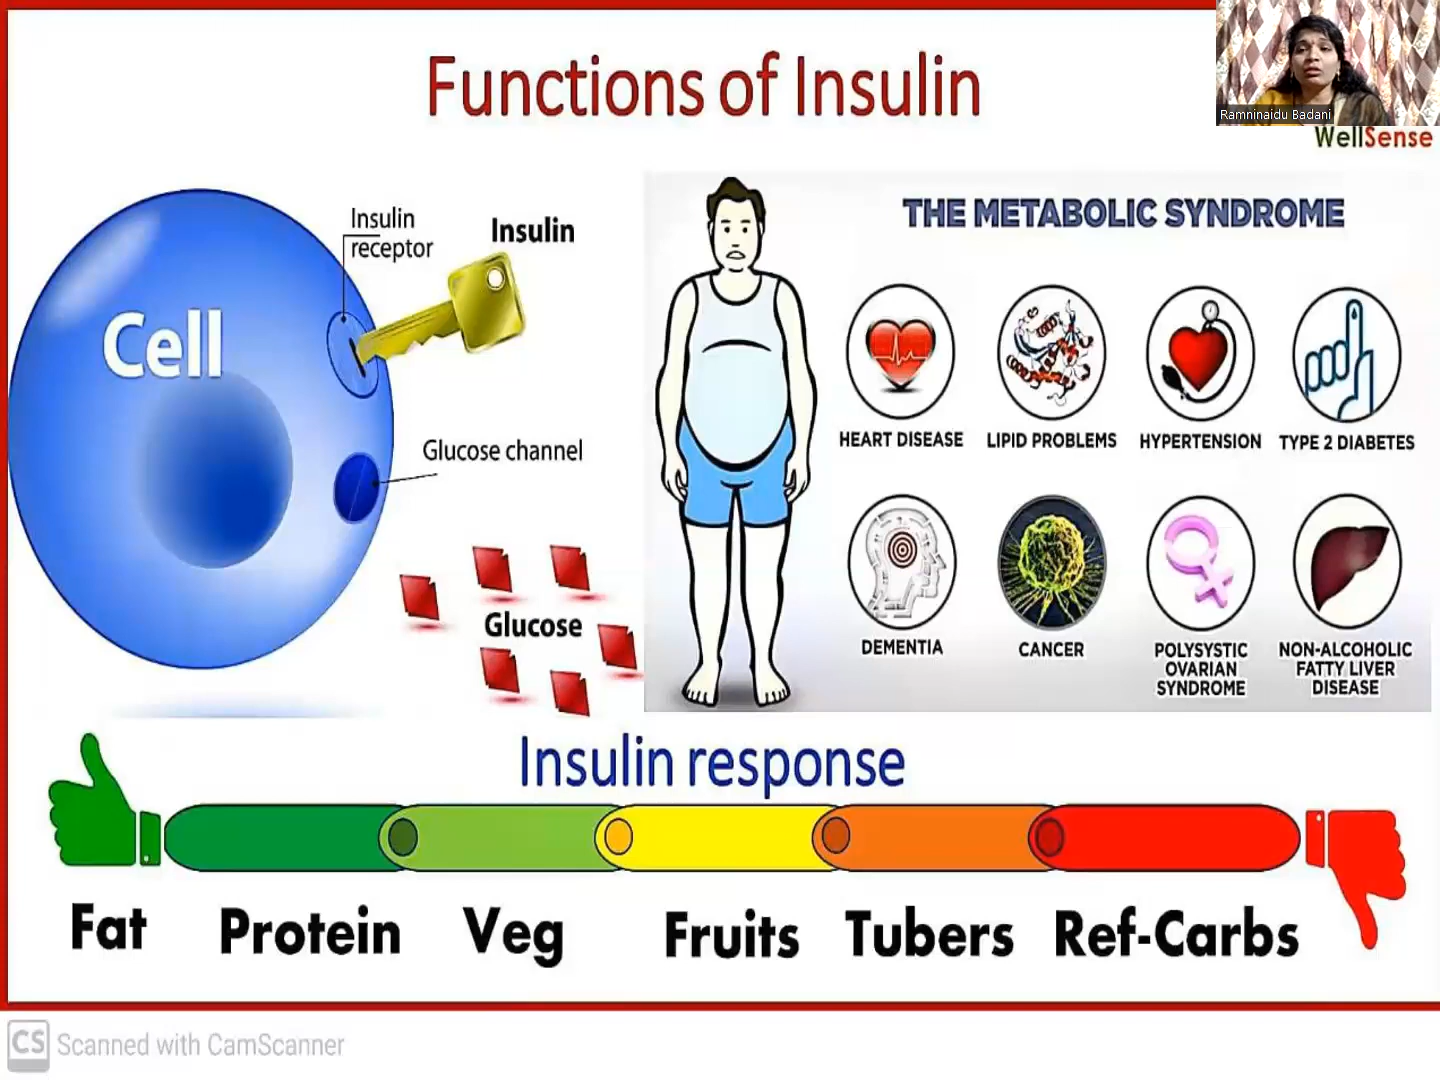 Functions of Insulin
Ramninaidu Badani
WellSense
Insulin
receptor
Insulin
Cell
Glucose channel
Glucose
THE METABOLIC SYNDROME
HEART DISEASE
LIPID PROBLEMS
HYPERTENSION
TYPE 2 DIABETES
DEMENTIA
CANCER
POLYSYSTIC
OVARIAN
SYNDROME
NON-ALCOHOLIC
FATTY LIVER
DISEASE
Insulin response
Fat Protein Veg Fruits Tubers Ref-Carbs
CS Scanned with CamScanner